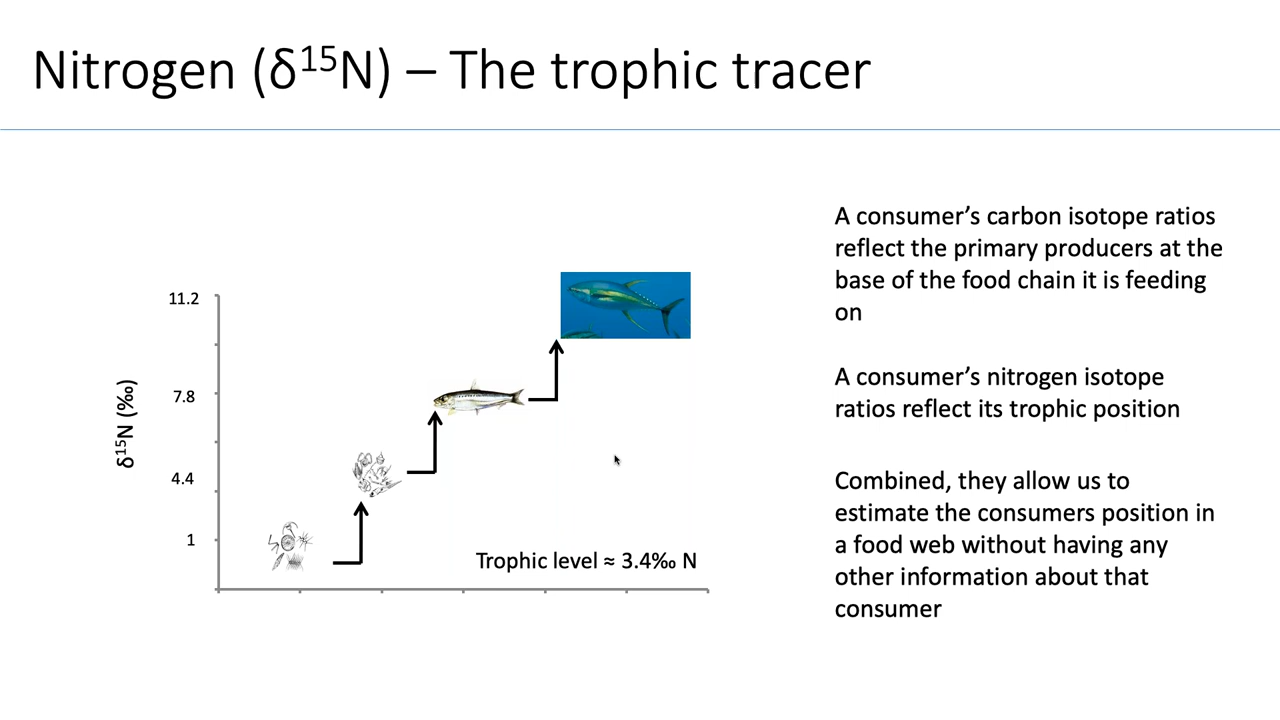 Nitrogen (δ¹⁵N) – The trophic tracer
A consumer’s carbon isotope ratios
reflect the primary producers at the
base of the food chain it is feeding
on
A consumer’s nitrogen isotope
ratios reflect its trophic position
Combined, they allow us to
estimate the consumers position in
a food web without having any
other information about that
consumer
δ¹⁵N (‰)
11.2
7.8
4.4
1
Trophic level ≈ 3.4‰ N